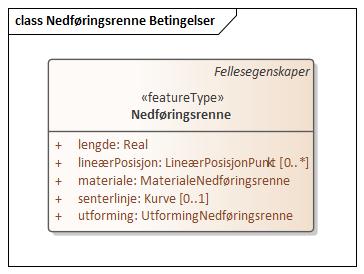 class Nedføringsrenne Betingelser
Fellesegenskaper
«featureType»
Nedføringsrenne
+ lengde: Real
+ lineærPosisjon: LineærPosisjonPunkt [0..*]
+ materiale: MaterialeNedføringsrenne
+ senterlinje: Kurve [0..1]
+ utforming: UtformingNedføringsrenne